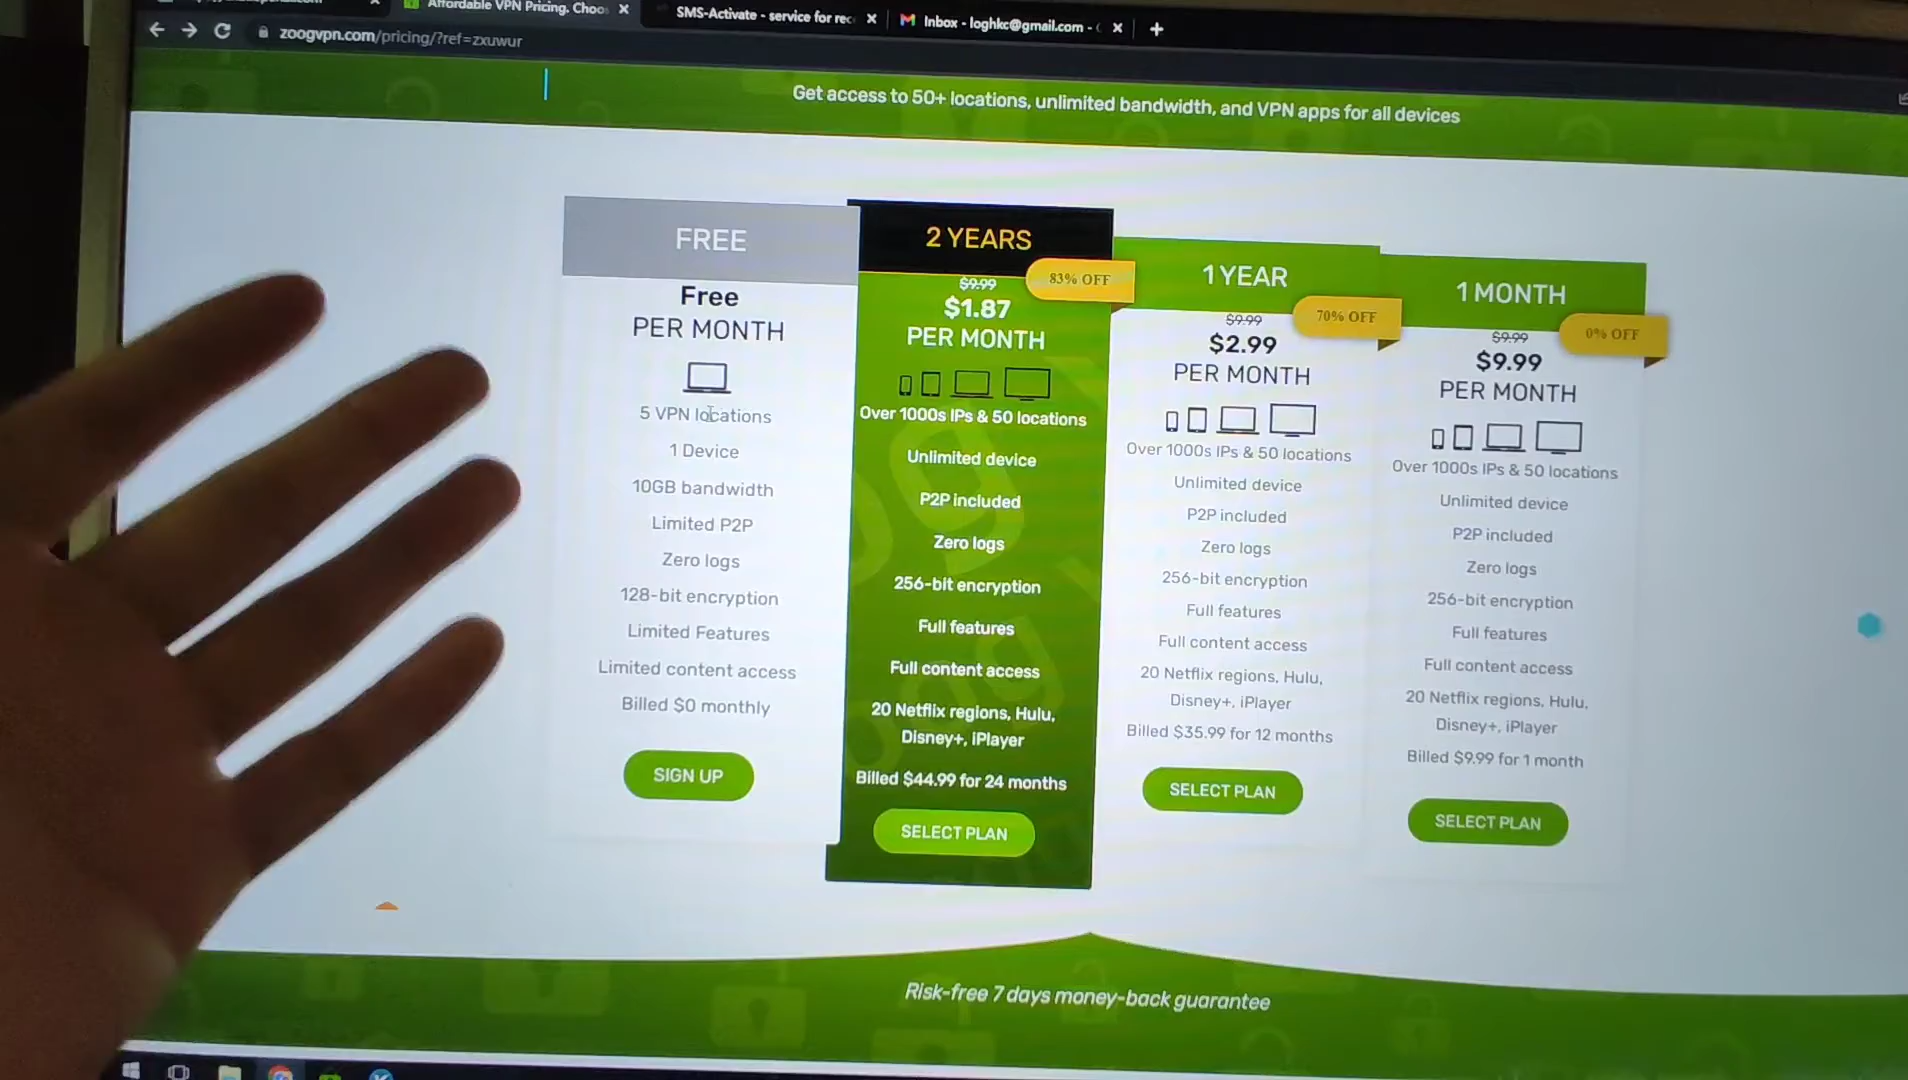 Affordable VPN Pricing. Choo
SMS-Activate - service for rec
Inbox - loghkc@gmail.com -
zoogvpn.com/pricing/?ref=zxuwur
Get access to 50+ locations, unlimited bandwidth, and VPN apps for all devices
FREE
Free
PER MONTH
5 VPN locations
1 Device
10GB bandwidth
Limited P2P
Zero logs
128-bit encryption
Limited Features
Limited content access
Billed $0 monthly
SIGN UP
2 YEARS
83% OFF
$9.99
$1.87
PER MONTH
Over 1000s IPs & 50 locations
Unlimited device
P2P included
Zero logs
256-bit encryption
Full features
Full content access
20 Netflix regions, Hulu,
Disney+, iPlayer
Billed $44.99 for 24 months
SELECT PLAN
1 YEAR
70% OFF
$9.99
$2.99
PER MONTH
Over 1000s IPs & 50 locations
Unlimited device
P2P included
Zero logs
256-bit encryption
Full features
Full content access
20 Netflix regions, Hulu,
Disney+, iPlayer
Billed $35.99 for 12 months
SELECT PLAN
1 MONTH
0% OFF
$9.99
$9.99
PER MONTH
Over 1000s IPs & 50 locations
Unlimited device
P2P included
Zero logs
256-bit encryption
Full features
Full content access
20 Netflix regions, Hulu,
Disney+, iPlayer
Billed $9.99 for 1 month
SELECT PLAN
Risk-free 7 days money-back guarantee